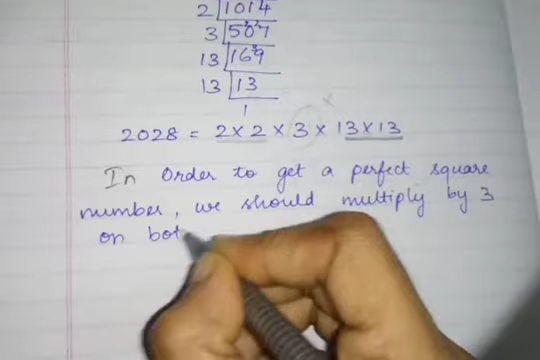 2 | 1014
3 | 507
13 | 169
13 | 13
1
2028 = 2 × 2 × 3 × 13 × 13
In Order to get a perfect square
number, we should multiply by 3
on bot